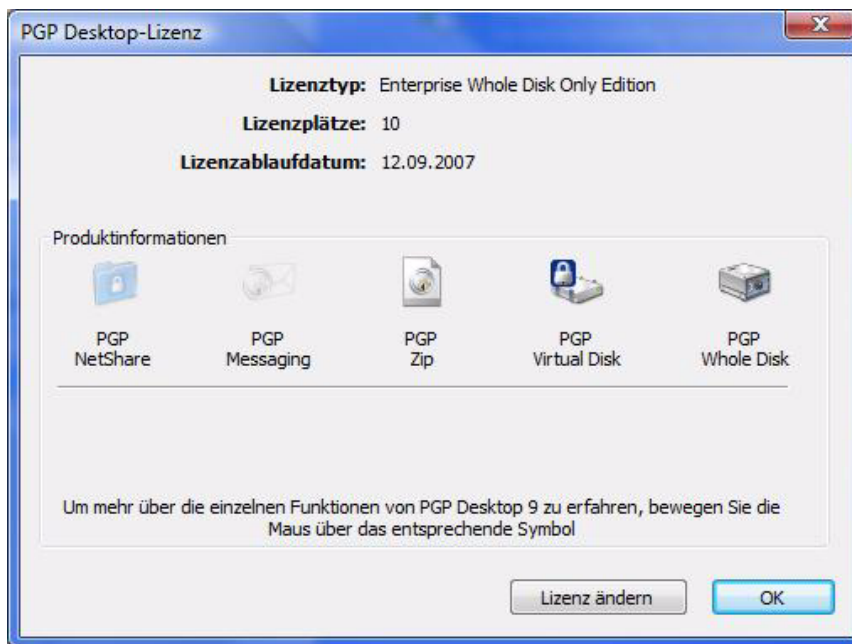 PGP Desktop-Lizenz
Lizenztyp: Enterprise Whole Disk Only Edition
Lizenzplätze: 10
Lizenzablaufdatum: 12.09.2007
Produktinformationen
PGP NetShare
PGP Messaging
PGP Zip
PGP Virtual Disk
PGP Whole Disk
Um mehr über die einzelnen Funktionen von PGP Desktop 9 zu erfahren, bewegen Sie die
Maus über das entsprechende Symbol
Lizenz ändern
OK